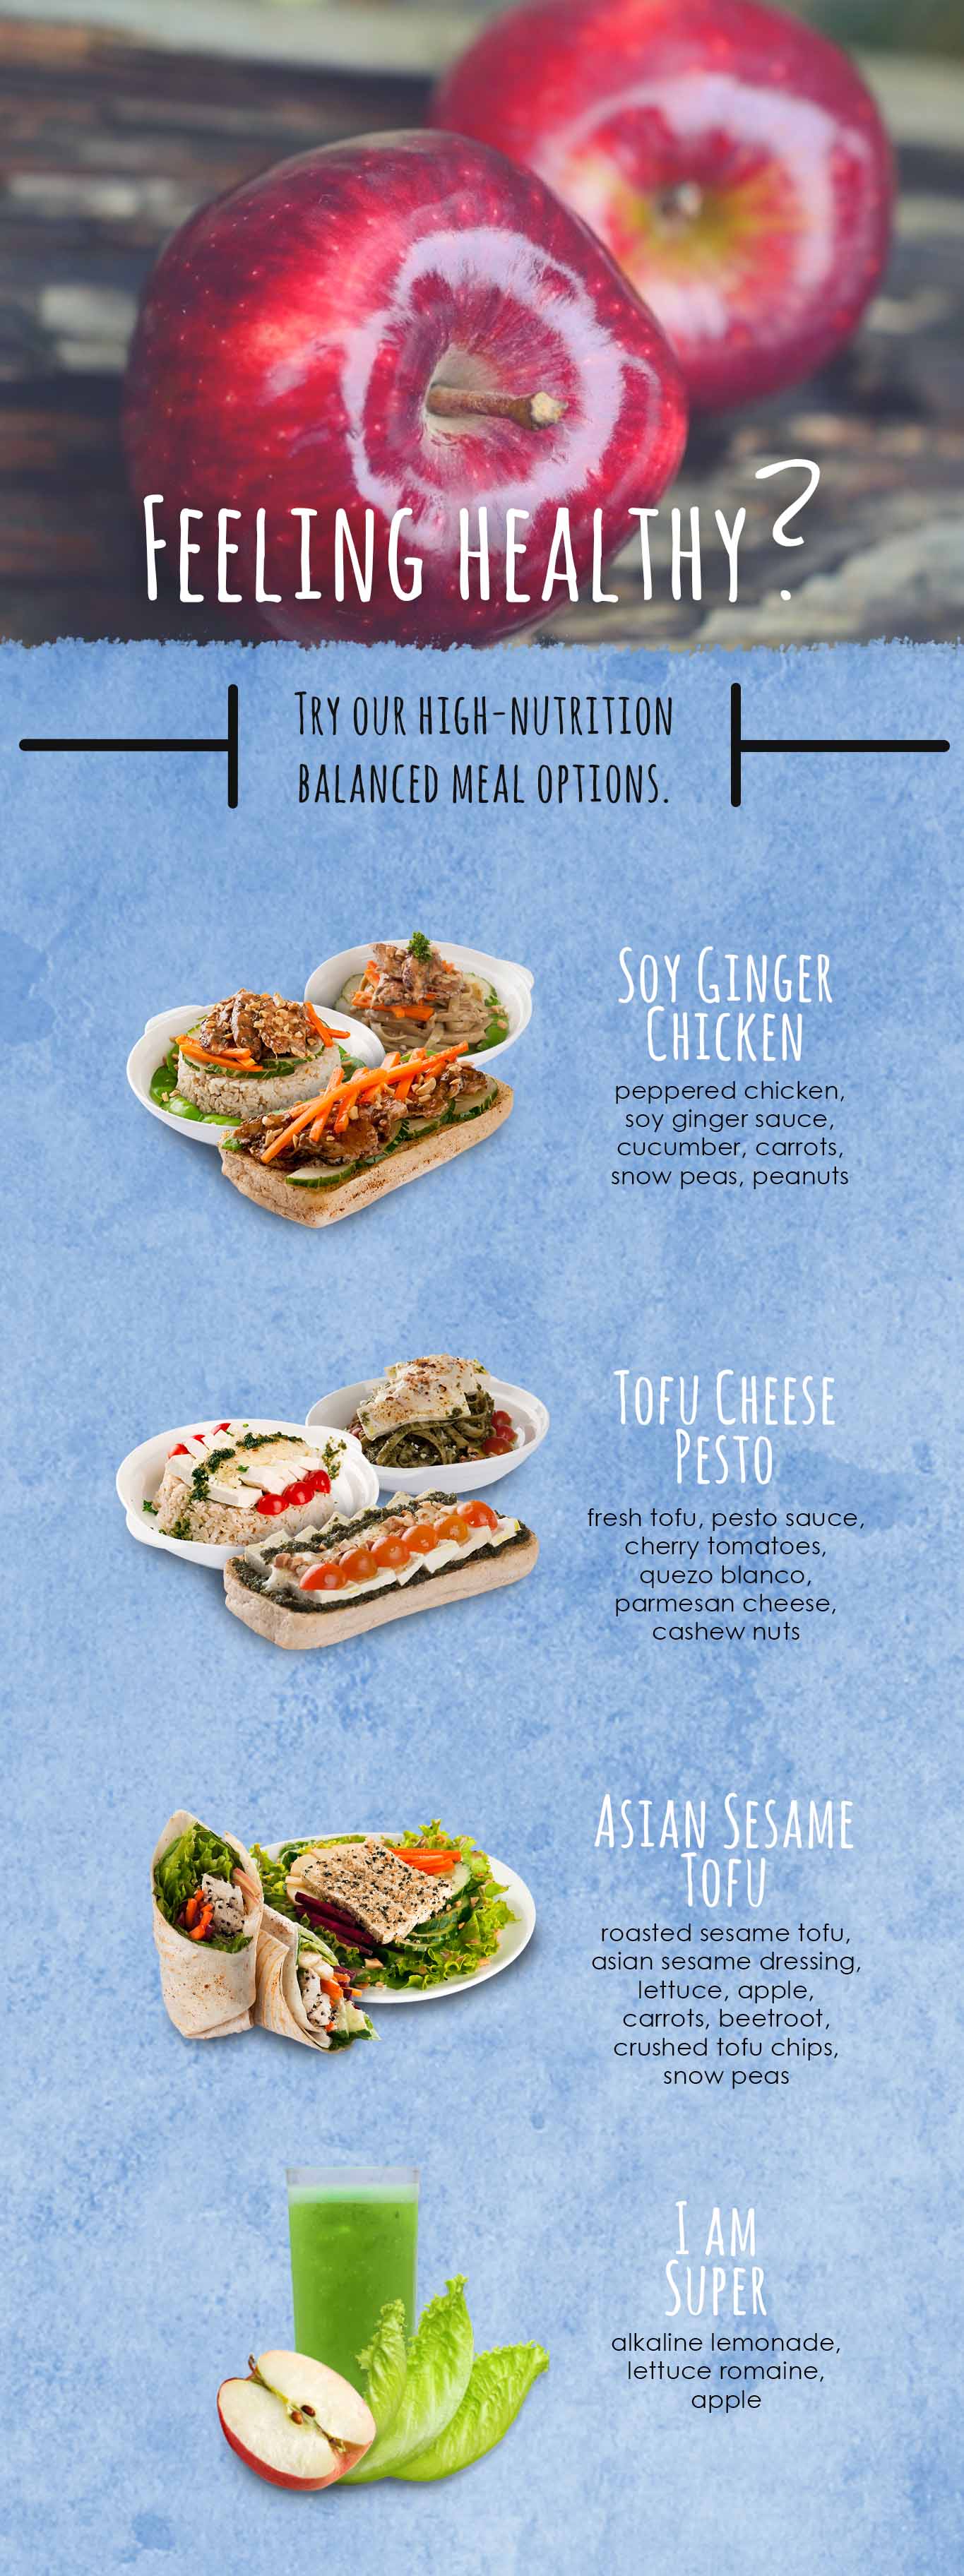 FEELING HEALTHY?
TRY OUR HIGH-NUTRITION
BALANCED MEAL OPTIONS.
SOY GINGER
CHICKEN
peppered chicken,
soy ginger sauce,
cucumber, carrots,
snow peas, peanuts
TOFU CHEESE
PESTO
fresh tofu, pesto sauce,
cherry tomatoes,
quezo blanco,
parmesan cheese,
cashew nuts
ASIAN SESAME
TOFU
roasted sesame tofu,
asian sesame dressing,
lettuce, apple,
carrots, beetroot,
crushed tofu chips,
snow peas
I AM
SUPER
alkaline lemonade,
lettuce romaine,
apple